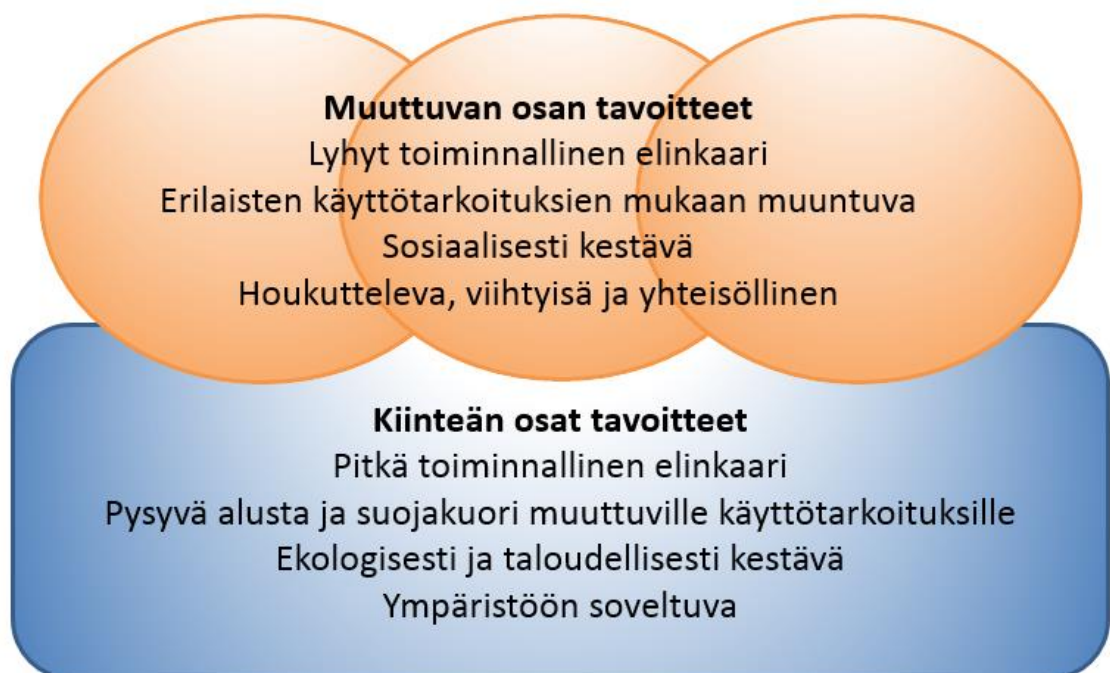 Muuttuvan osan tavoitteet
Lyhyt toiminnallinen elinkaari
Erilaisten käyttötarkoituksien mukaan muuntuva
Sosiaalisesti kestävä
Houkutteleva, viihtyisä ja yhteisöllinen
Kiinteän osat tavoitteet
Pitkä toiminnallinen elinkaari
Pysyvä alusta ja suojakuori muuttuville käyttötarkoituksille
Ekologisesti ja taloudellisesti kestävä
Ympäristöön soveltuva